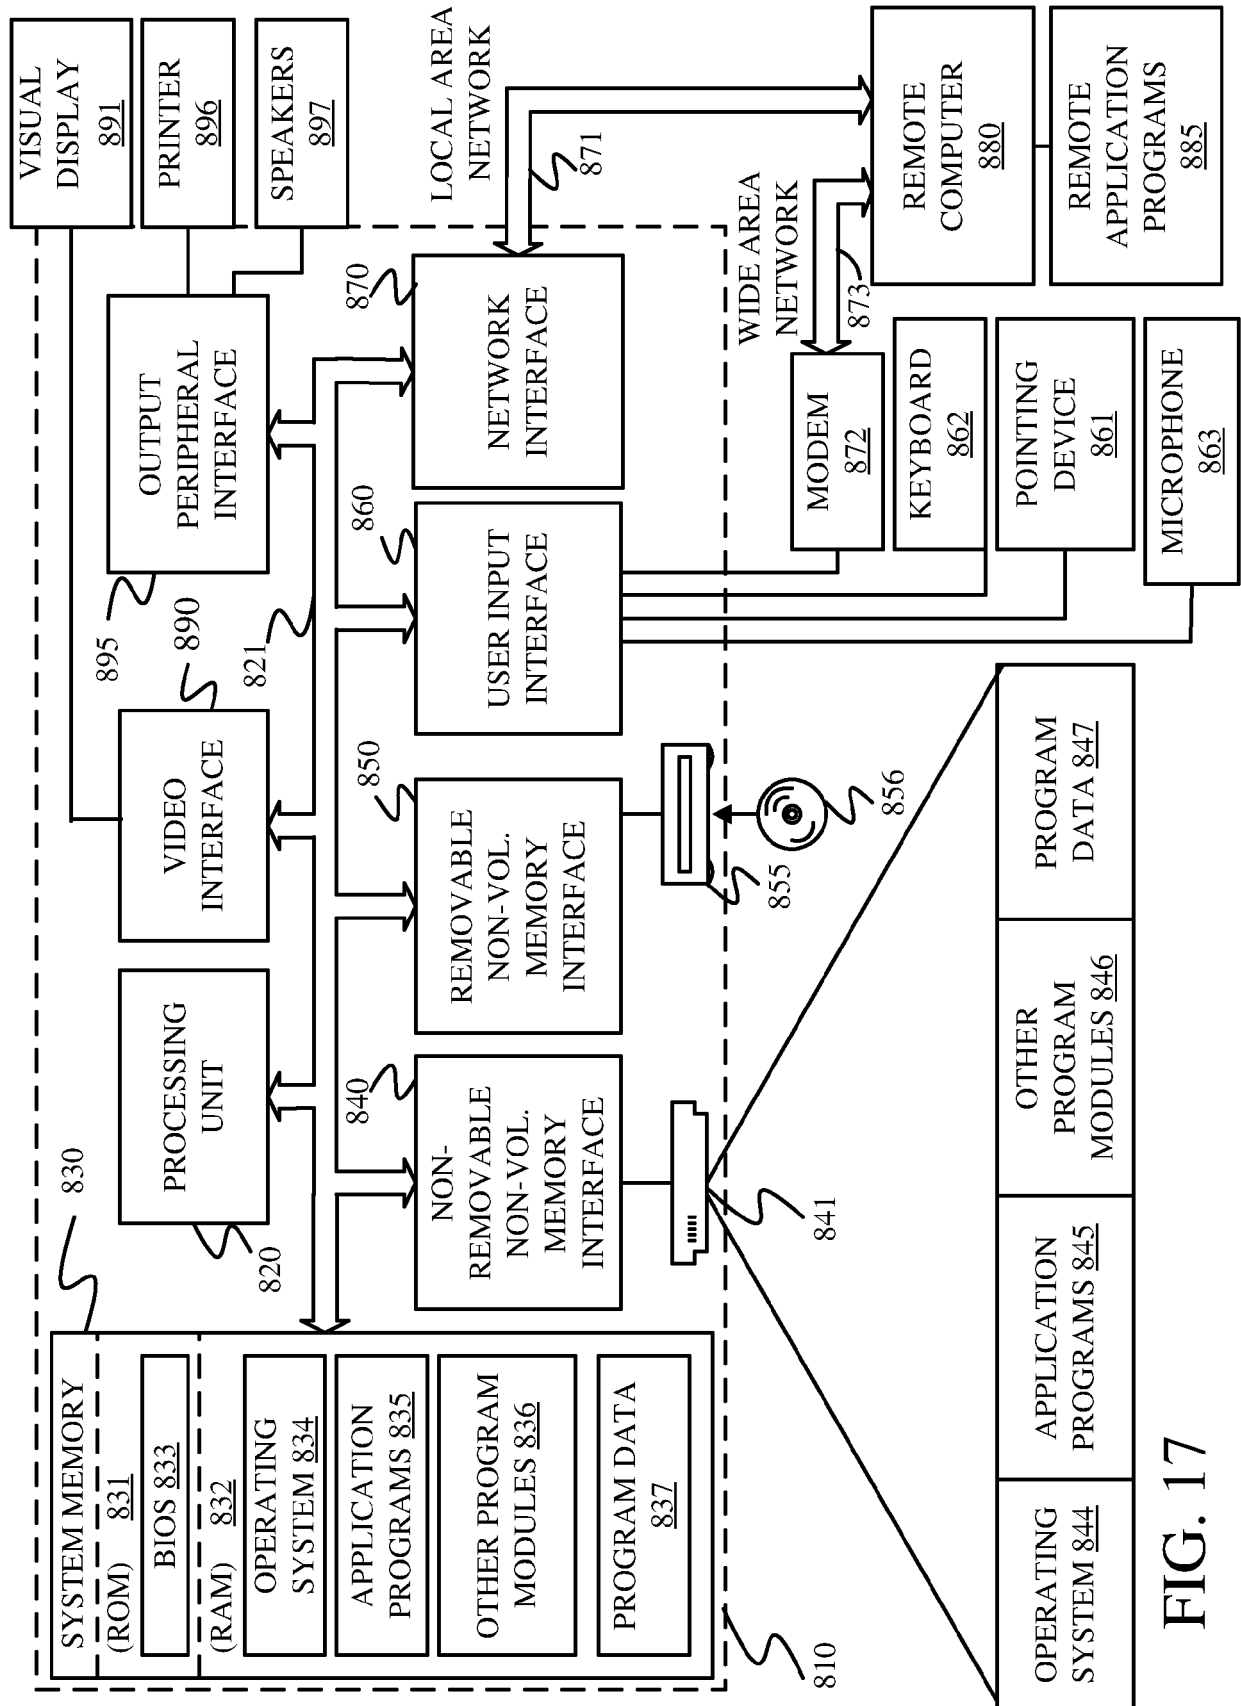 SYSTEM MEMORY
(ROM) 831
BIOS 833
(RAM) 832
OPERATING
SYSTEM 834
APPLICATION
PROGRAMS 835
OTHER PROGRAM
MODULES 836
PROGRAM DATA
837
810
830
PROCESSING
UNIT
820
VIDEO
INTERFACE
890
821
OUTPUT
PERIPHERAL
INTERFACE
895
VISUAL
DISPLAY
891
PRINTER
896
SPEAKERS
897
NON-
REMOVABLE
NON-VOL.
MEMORY
INTERFACE
840
REMOVABLE
NON-VOL.
MEMORY
INTERFACE
850
USER INPUT
INTERFACE
860
NETWORK
INTERFACE
870
LOCAL AREA
NETWORK
871
841
855
856
WIDE AREA
NETWORK
873
MODEM
872
KEYBOARD
862
POINTING
DEVICE
861
MICROPHONE
863
REMOTE
COMPUTER
880
REMOTE
APPLICATION
PROGRAMS
885
OPERATING
SYSTEM 844
APPLICATION
PROGRAMS 845
OTHER
PROGRAM
MODULES 846
PROGRAM
DATA 847
FIG. 17